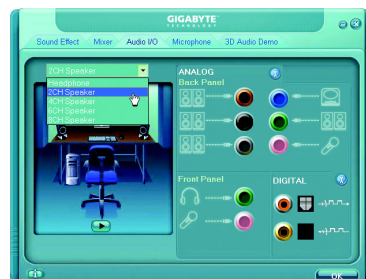 GIGABYTE
TECHNOLOGY
Sound Effect Mixer Audio I/O Microphone 3D Audio Demo
2CH Speaker
Headphone
2CH Speaker
4CH Speaker
6CH Speaker
8CH Speaker
ANALOG
Back Panel
Front Panel
DIGITAL
OK